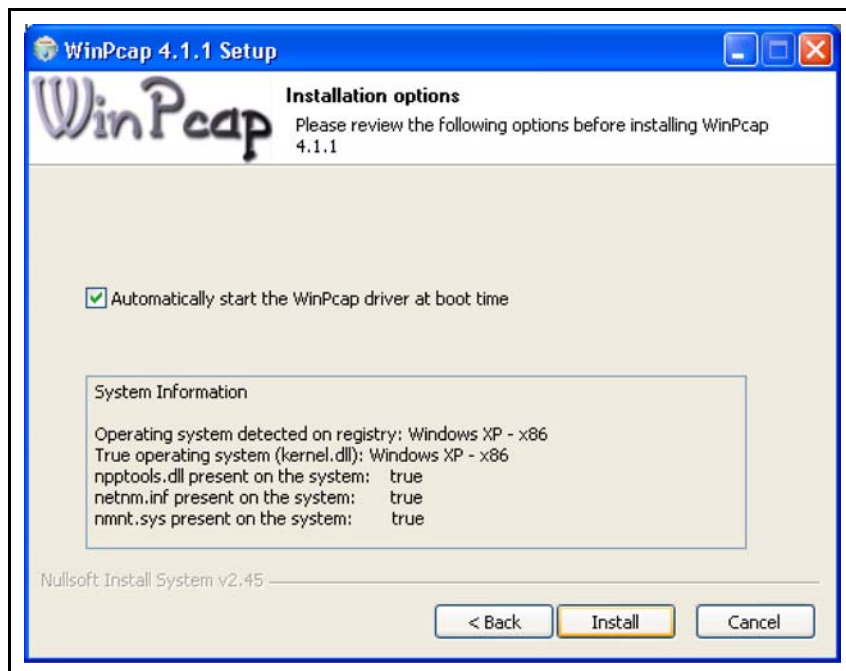 WinPcap 4.1.1 Setup
WinPcap
Installation options
Please review the following options before installing WinPcap
4.1.1
Automatically start the WinPcap driver at boot time
System Information
Operating system detected on registry: Windows XP - x86
True operating system (kernel.dll): Windows XP - x86
npptools.dll present on the system: true
netnm.inf present on the system: true
nmnt.sys present on the system: true
Nullsoft Install System v2.45
< Back Install Cancel